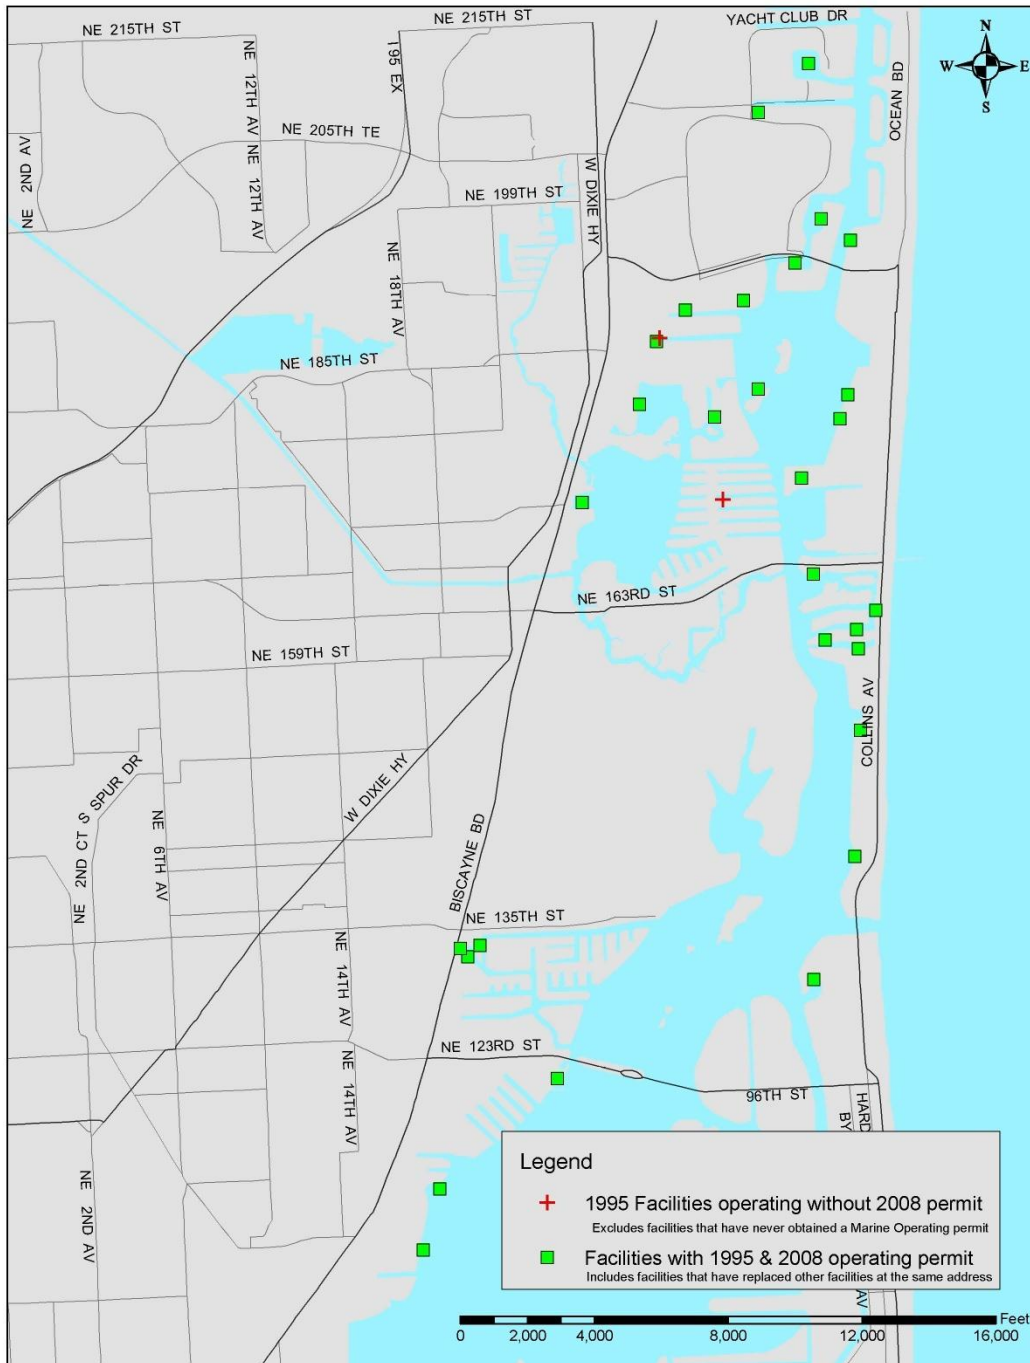 NE 215TH ST
NE 215TH ST
YACHT CLUB DR
N
W E
S
I 95 EX
NE 12TH AV
NE 12TH AV
OCEAN BD
NE 205TH TE
NE 2ND AV
W DIXIE HY
NE 199TH ST
NE 18TH AV
NE 185TH ST
NE 163RD ST
NE 159TH ST
COLLINS AV
NE 2ND CT S SPUR DR
W DIXIE HY
NE 6TH AV
BISCAYNE BD
NE 135TH ST
NE 14TH AV
NE 123RD ST
NE 14TH AV
96TH ST
HARD
BY
NE 2ND AV
Legend
1995 Facilities operating without 2008 permit
Excludes facilities that have never obtained a Marine Operating permit
Facilities with 1995 & 2008 operating permit
Includes facilities that have replaced other facilities at the same address
AV
Feet
0 2,000 4,000 8,000 12,000 16,000